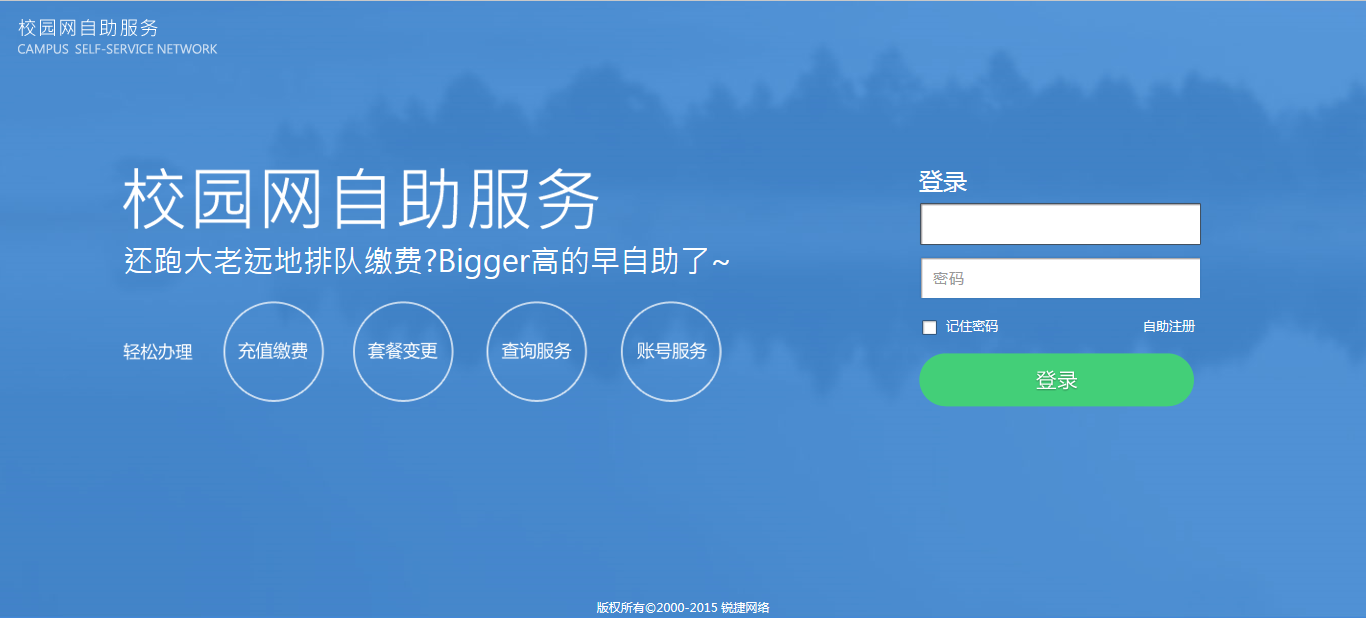 校园网自助服务
CAMPUS SELF-SERVICE NETWORK
校园网自助服务
还跑大老远地排队缴费?Bigger高的早自助了~
轻松办理 充值缴费 套餐变更 查询服务 账号服务
登录
密码
记住密码 自助注册
登录
版权所有©2000-2015 锐捷网络